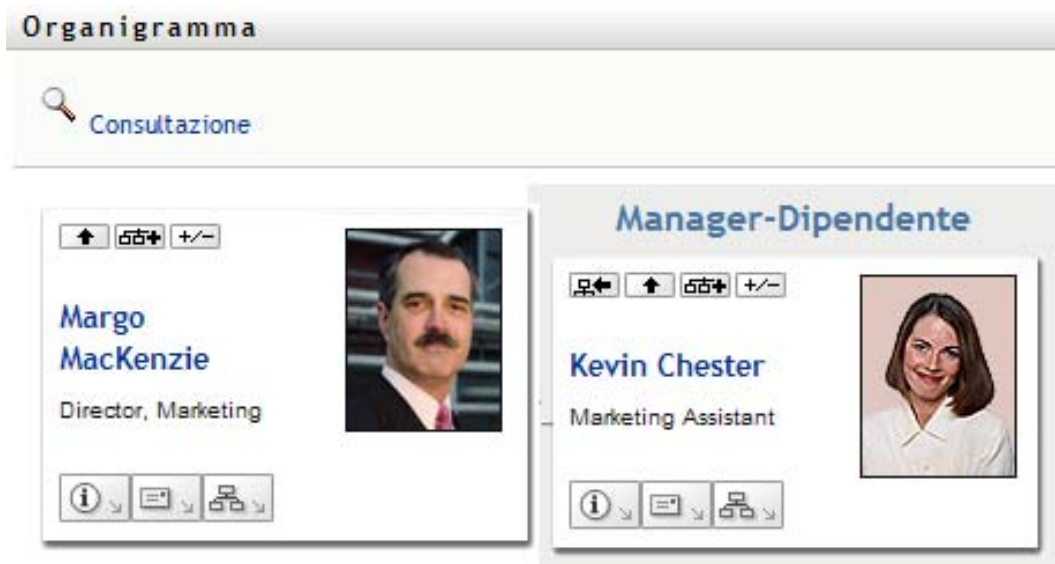 Organigramma
Consultazione
+/-
Margo
MacKenzie
Director, Marketing
Manager-Dipendente
+/-
Kevin Chester
Marketing Assistant